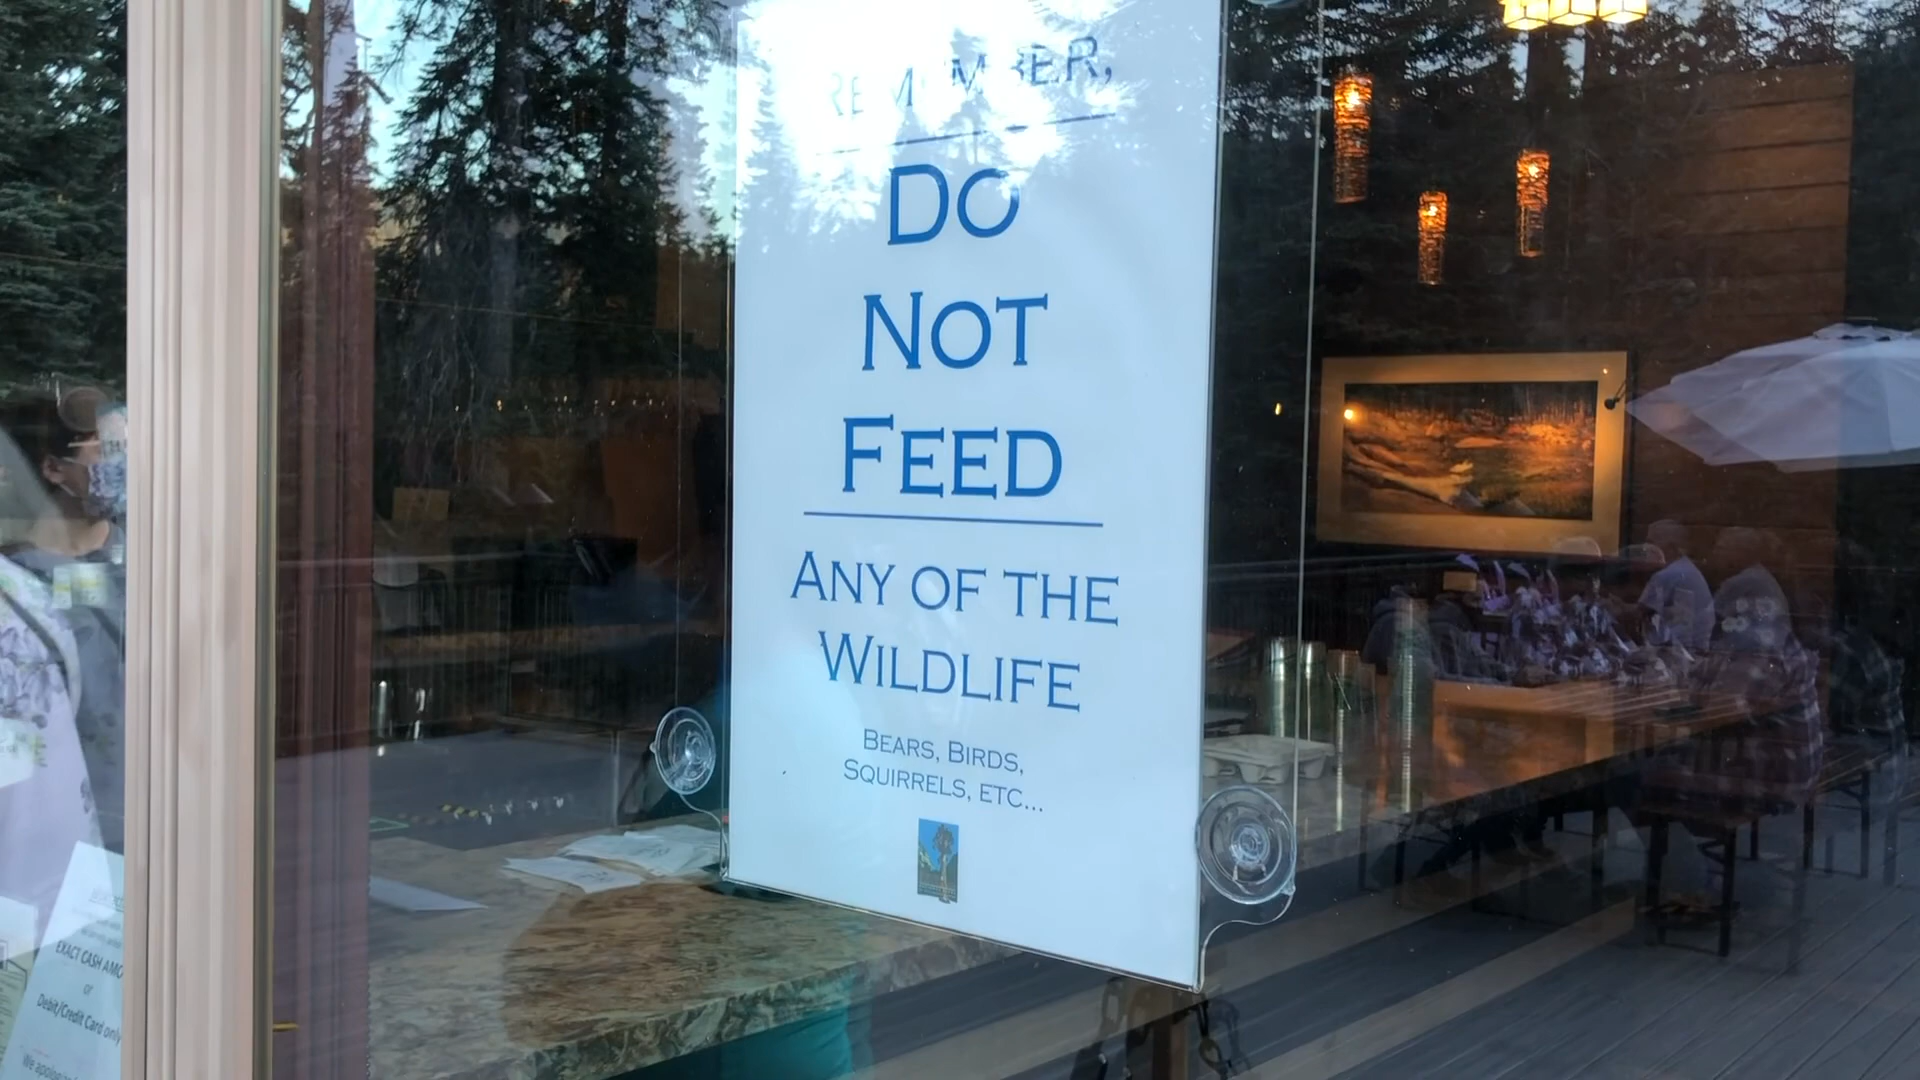 REMEMBER,
DO
NOT
FEED
ANY OF THE
WILDLIFE
BEARS, BIRDS,
SQUIRRELS, ETC...
EXACT CASH AMO
or
Debit/Credit Card only